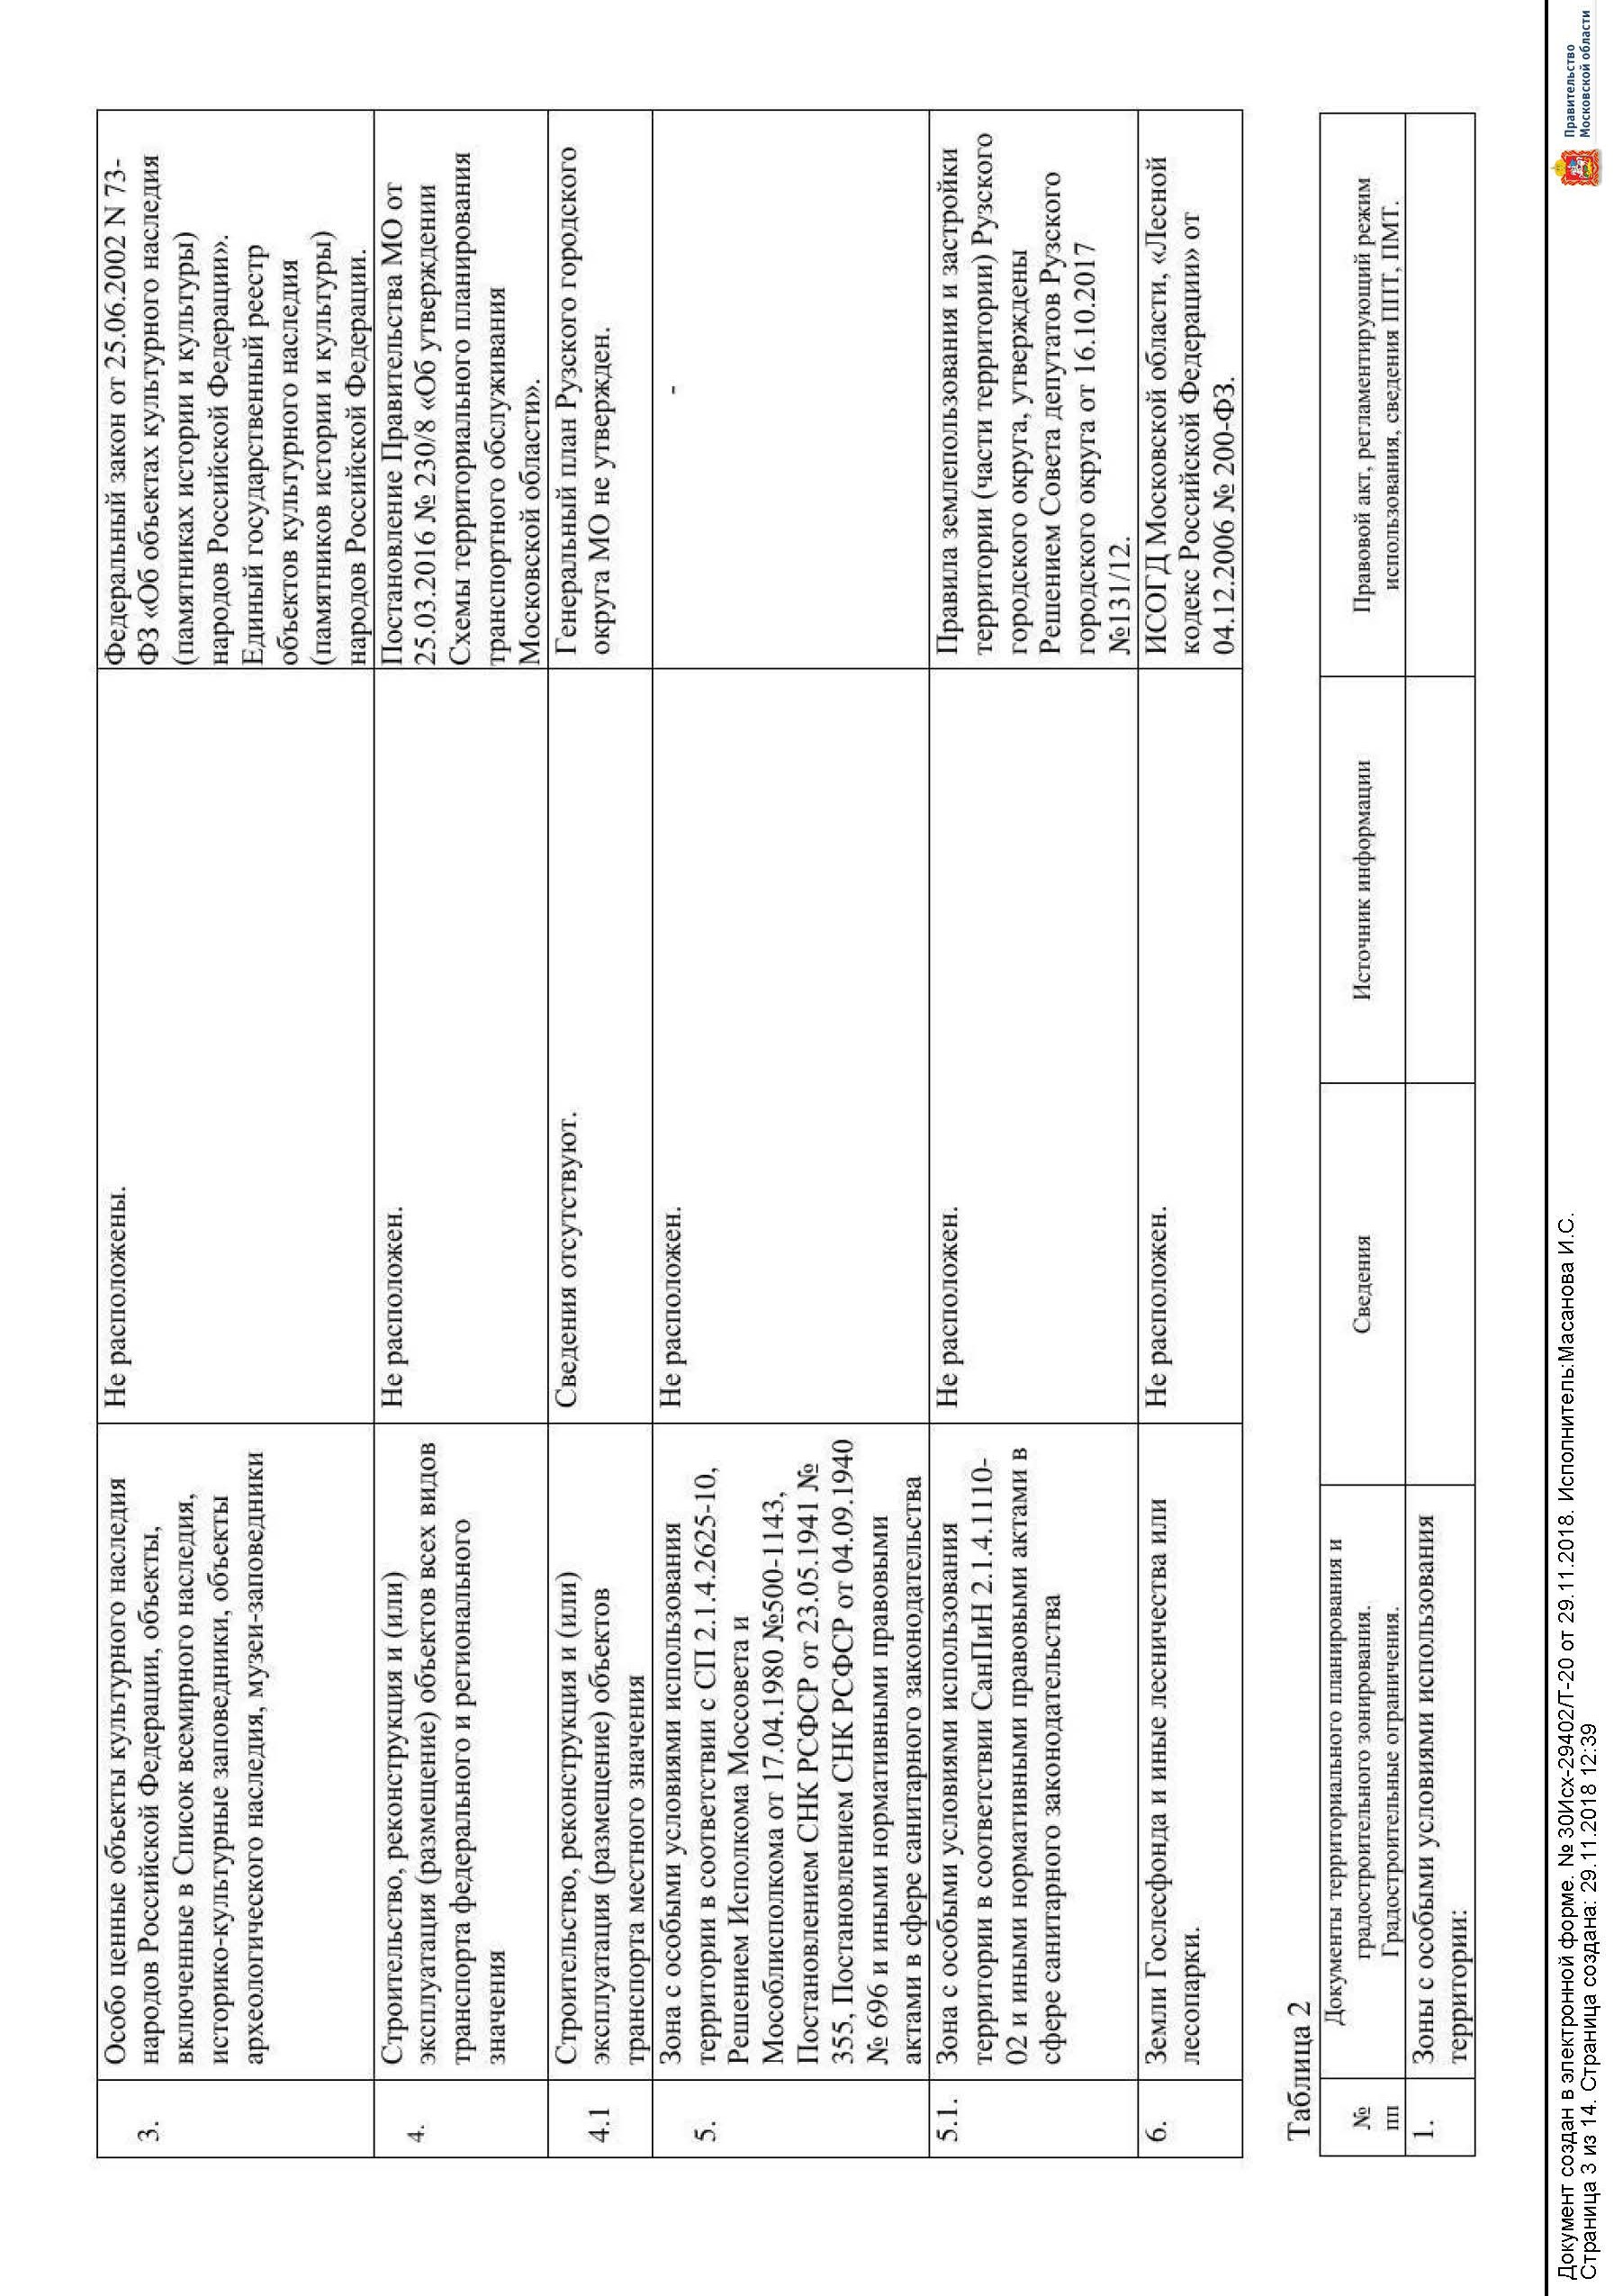 3.
Особо ценные объекты культурного наследия
народов Российской Федерации, объекты,
включенные в Список всемирного наследия,
историко-культурные заповедники, объекты
археологического наследия, музеи-заповедники
Не расположены.
Федеральный закон от 25.06.2002 N 73-
ФЗ «Об объектах культурного наследия
(памятниках истории и культуры)
народов Российской Федерации».
Единый государственный реестр
объектов культурного наследия
(памятников истории и культуры)
народов Российской Федерации.
4.
Строительство, реконструкция и (или)
эксплуатация (размещение) объектов всех видов
транспорта федерального и регионального
значения
Не расположен.
Постановление Правительства МО от
25.03.2016 № 230/8 «Об утверждении
Схемы территориального планирования
транспортного обслуживания
Московской области».
4.1
Строительство, реконструкция и (или)
эксплуатация (размещение) объектов
транспорта местного значения
Сведения отсутствуют.
Генеральный план Рузского городского
округа МО не утвержден.
5.
Зона с особыми условиями использования
территории в соответствии с СП 2.1.4.2625-10,
Решением Исполкома Моссовета и
Мособлисполкома от 17.04.1980 №500-1143,
Постановлением СНК РСФСР от 23.05.1941 №
355, Постановлением СНК РСФСР от 04.09.1940
№ 696 и иными нормативными правовыми
актами в сфере санитарного законодательства
Не расположен.
-
5.1.
Зона с особыми условиями использования
территории в соответствии СанПиН 2.1.4.1110-
02 и иными нормативными правовыми актами в
сфере санитарного законодательства
Не расположен.
Правила землепользования и застройки
территории (части территории) Рузского
городского округа, утверждены
Решением Совета депутатов Рузского
городского округа от 16.10.2017
№131/12.
6.
Земли Гослесфонда и иные лесничества или
лесопарки.
Не расположен.
ИСОГД Московской области, «Лесной
кодекс Российской Федерации» от
04.12.2006 № 200-ФЗ.
Таблица 2
№
пп
Документы территориального планирования и
градостроительного зонирования.
Градостроительные ограничения.
Сведения
Источник информации
Правовой акт, регламентирующий режим
использования, сведения ППТ, ПМТ.
1.
Зоны с особыми условиями использования
территории:
Документ создан в электронной форме. № 30Исх-29402/Т-20 от 29.11.2018. Исполнитель:Масанова И.С.
Страница 3 из 14. Страница создана: 29.11.2018 12:39
Правительство
Московской области